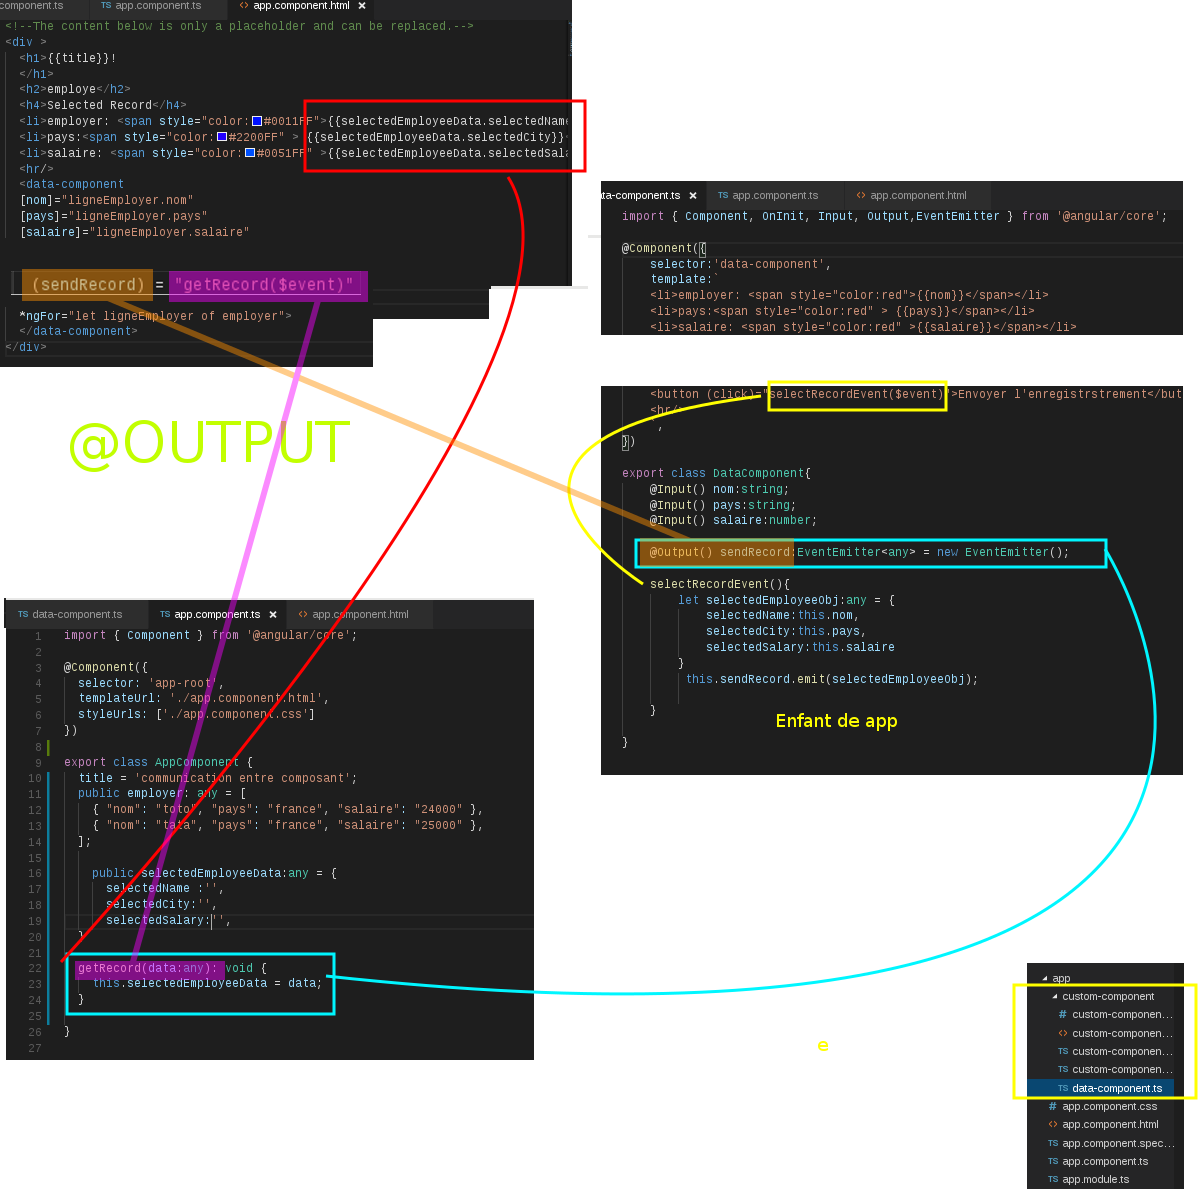 component.ts
TS app.component.ts
<> app.component.html ×
<!--The content below is only a placeholder and can be replaced.-->
<div >
<h1>{{title}}!
</h1>
<h2>employe</h2>
<h4>Selected Record</h4>
<li>employer: <span style="color:#0011FF">{{selectedEmployeeData.selectedName
<li>pays:<span style="color:#2200FF" > {{selectedEmployeeData.selectedCity}}
<li>salaire: <span style="color:#0051FF" >{{selectedEmployeeData.selectedSala
<hr/>
<data-component
[nom]="ligneEmployer.nom"
[pays]="ligneEmployer.pays"
[salaire]="ligneEmployer.salaire"
(sendRecord) = "getRecord($event)"
*ngFor="let ligneEmployer of employer">
</data-component>
</div>
@OUTPUT
ata-component.ts ×
TS app.component.ts
<> app.component.html
import { Component, OnInit, Input, Output,EventEmitter } from '@angular/core';
@Component({
selector:'data-component',
template:`
<li>employer: <span style="color:red">{{nom}}</span></li>
<li>pays:<span style="color:red" > {{pays}}</span></li>
<li>salaire: <span style="color:red" >{{salaire}}</span></li>
<button (click)="selectRecordEvent($event)">Envoyer l'enregistrstrement</but
<hr/>
`,
})
export class DataComponent{
@Input() nom:string;
@Input() pays:string;
@Input() salaire:number;
@Output() sendRecord:EventEmitter<any> = new EventEmitter();
selectRecordEvent(){
let selectedEmployeeObj:any = {
selectedName:this.nom,
selectedCity:this.pays,
selectedSalary:this.salaire
}
this.sendRecord.emit(selectedEmployeeObj);
}
Enfant de app
}
TS data-component.ts
TS app.component.ts ×
<> app.component.html
1 import { Component } from '@angular/core';
2
3 @Component({
4 selector: 'app-root',
5 templateUrl: './app.component.html',
6 styleUrls: ['./app.component.css']
7 })
8
9 export class AppComponent {
10 title = 'communication entre composant';
11 public employer: any = [
12 { "nom": "toto", "pays": "france", "salaire": "24000" },
13 { "nom": "tata", "pays": "france", "salaire": "25000" },
14 ];
15
16 public selectedEmployeeData:any = {
17 selectedName :'',
18 selectedCity:'',
19 selectedSalary:'',
20 }
21
22 getRecord(data:any): void {
23 this.selectedEmployeeData = data;
24 }
25
26 }
27
e
app
custom-component
# custom-componen...
<> custom-componen...
TS custom-componen...
TS custom-componen...
TS data-component.ts
# app.component.css
<> app.component.html
TS app.component.spec...
TS app.component.ts
TS app.module.ts